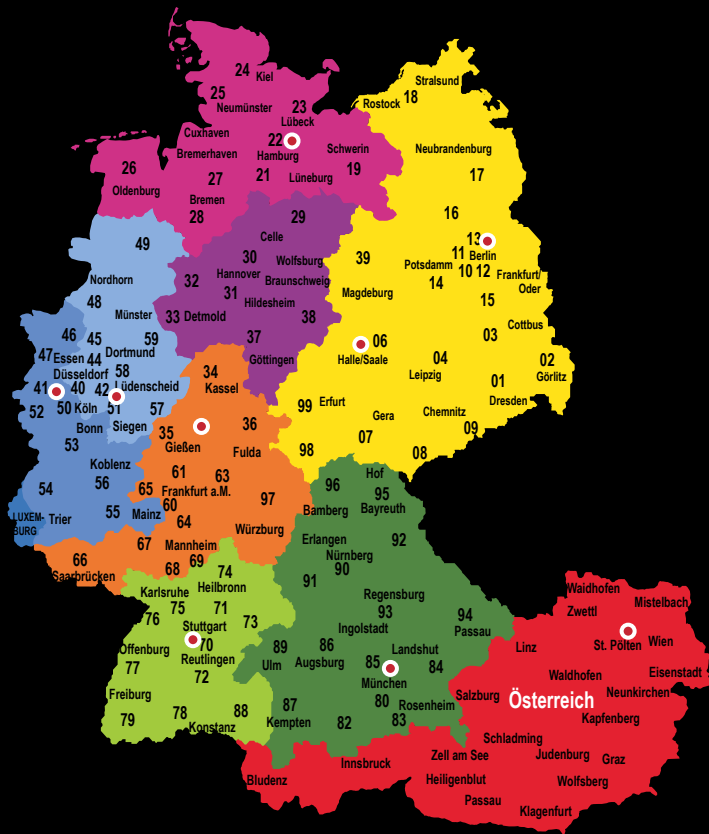 24
Kiel
Stralsund
25
18
Rostock
Neumünster
23
Lübeck
Cuxhaven
22
Neubrandenburg
Bremerhaven
Hamburg
Schwerin
26
27
21
Lüneburg
19
17
Oldenburg
Bremen
28
29
16
49
Celle
13
30
Wolfsburg
39
11
Berlin
Hannover
Potsdamm
10 12
Nordhorn
32
Braunschweig
14
Frankfurt/
Oder
31
Magdeburg
48
Hildesheim
15
Münster
33
Detmold
38
46
45
59
37
06
03
Cottbus
47
Essen
44
Dortmund
Göttingen
Halle/Saale
04
02
Düsseldorf
58
34
Leipzig
Görlitz
41
40
42
Lüdenscheid
Kassel
01
Dresden
52
50
Köln
51
57
99
Erfurt
Chemnitz
Bonn
Siegen
35
36
Gera
09
53
Gießen
07
Fulda
98
08
Koblenz
61
63
Hof
54
56
65
Frankfurt a.M.
96
95
60
97
Bamberg
Bayreuth
LUXEM-
BURG
Trier
55
Mainz
64
Würzburg
Erlangen
92
67
Mannheim
Nürnberg
66
69
90
Saarbrücken
68
74
91
Karlsruhe
Heilbronn
Regensburg
Waidhofen
75
71
93
Zwettl
Mistelbach
76
73
94
Stuttgart
Ingolstadt
Passau
70
St. Pölten
Wien
Offenburg
Reutlingen
89
86
Landshut
Linz
77
72
Ulm
Augsburg
85
84
Waldhofen
Eisenstadt
München
Freiburg
87
80
Rosenheim
Salzburg
Österreich
Neunkirchen
79
78
88
Konstanz
Kempten
82
83
Kapfenberg
Schladming
Zell am See
Judenburg
Graz
Innsbruck
Bludenz
Heiligenblut
Wolfsberg
Passau
Klagenfurt